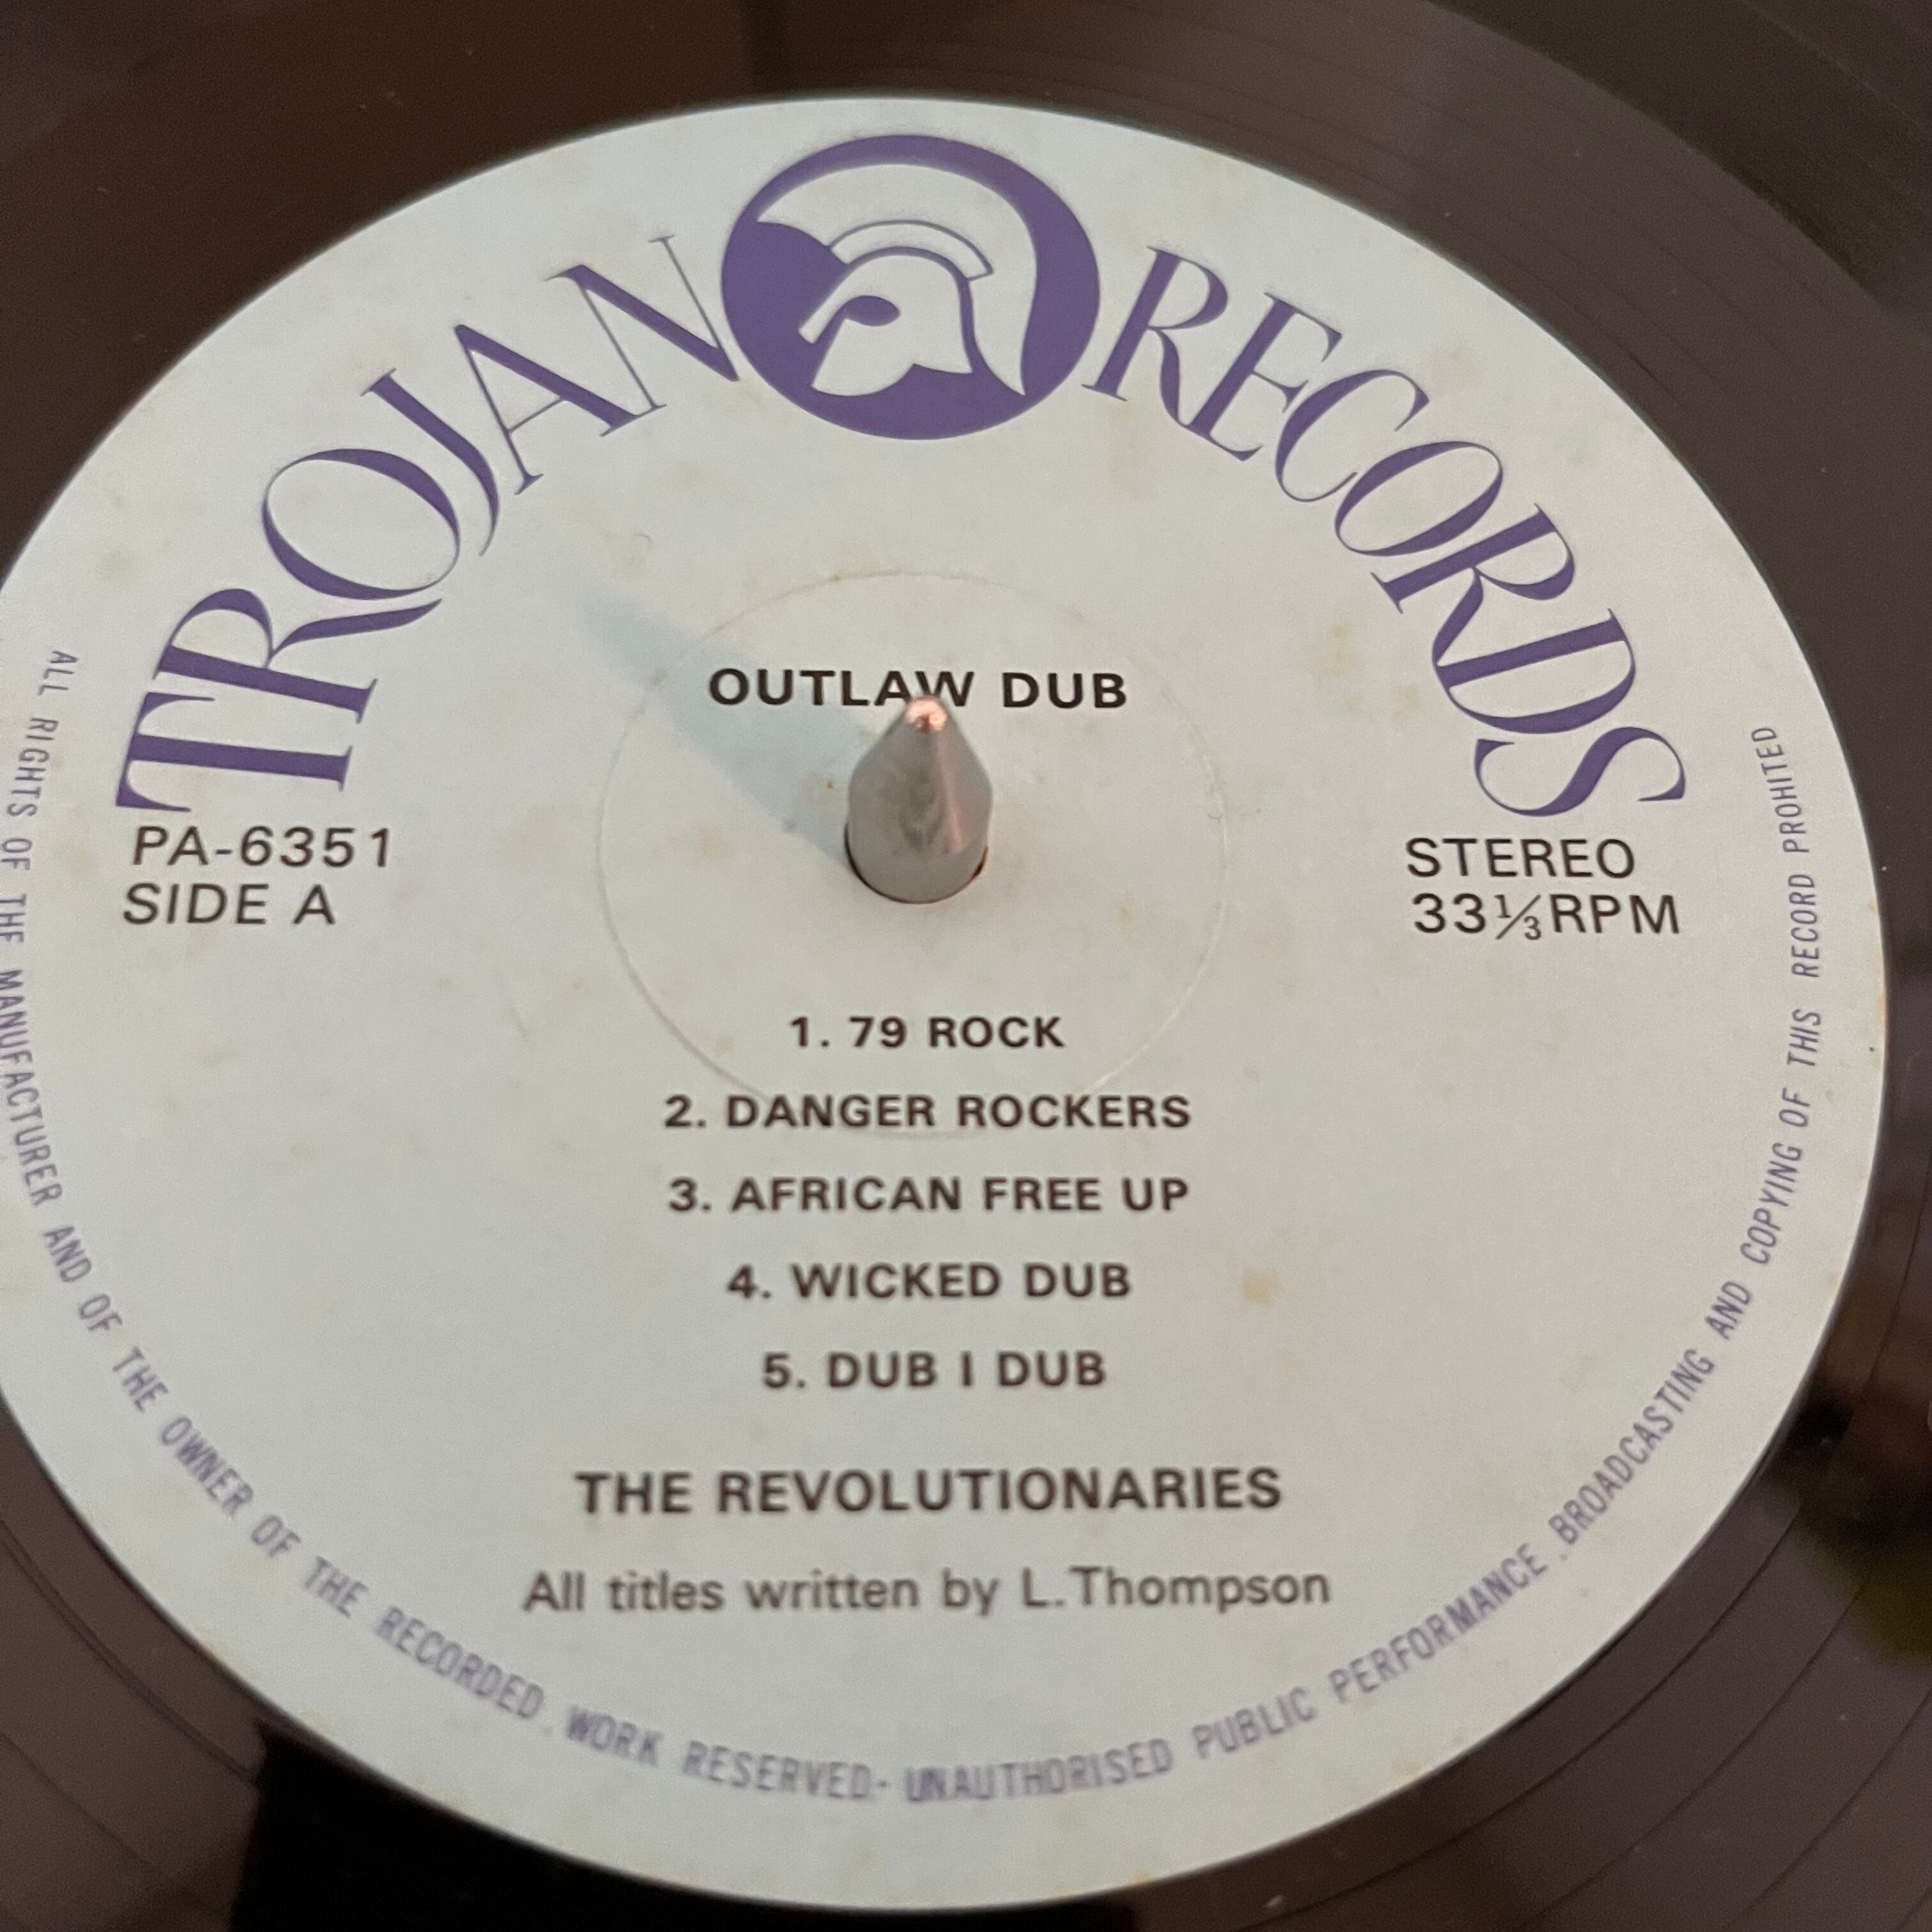 TROJAN RECORDS
OUTLAW DUB
PA-6351
SIDE A
STEREO
33⅓RPM
1. 79 ROCK
2. DANGER ROCKERS
3. AFRICAN FREE UP
4. WICKED DUB
5. DUB I DUB
THE REVOLUTIONARIES
All titles written by L.Thompson
ALL RIGHTS OF THE MANUFACTURER AND OF THE OWNER OF THE RECORDED WORK RESERVED- UNAUTHORISED PUBLIC PERFORMANCE BROADCASTING AND COPYING OF THIS RECORD PROHITED